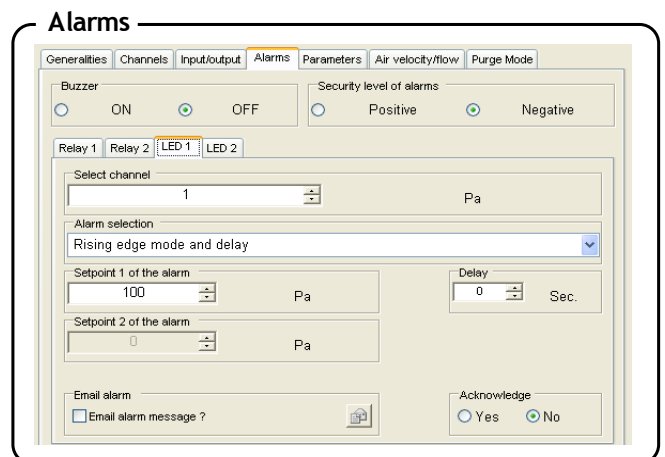 Alarms
Generalities Channels Input/output Alarms Parameters Air velocity/flow Purge Mode
Buzzer Security level of alarms
ON OFF Positive Negative
Relay 1 Relay 2 LED 1 LED 2
Select channel
1 Pa
Alarm selection
Rising edge mode and delay
Setpoint 1 of the alarm Delay
100 Pa 0 Sec.
Setpoint 2 of the alarm
0 Pa
Email alarm Acknowledge
Email alarm message ? Yes No